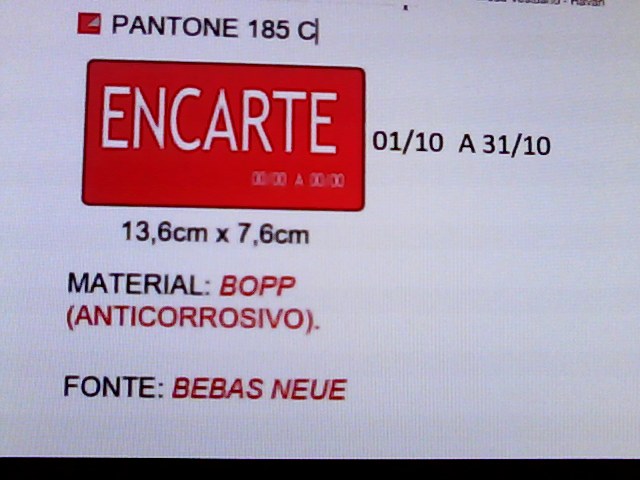 PANTONE 185 C
ENCARTE
00/00 A 00/00
01/10 A 31/10
13,6cm x 7,6cm
MATERIAL: BOPP
(ANTICORROSIVO).
FONTE: BEBAS NEUE